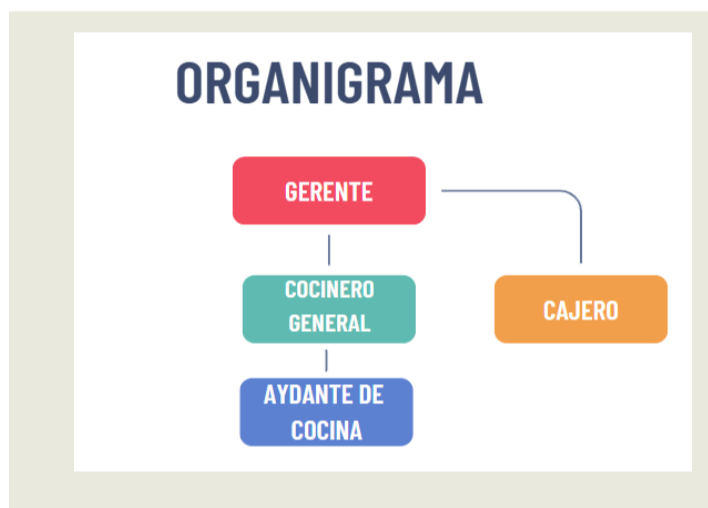 ORGANIGRAMA
GERENTE
COCINERO
GENERAL
CAJERO
AYDANTE DE
COCINA